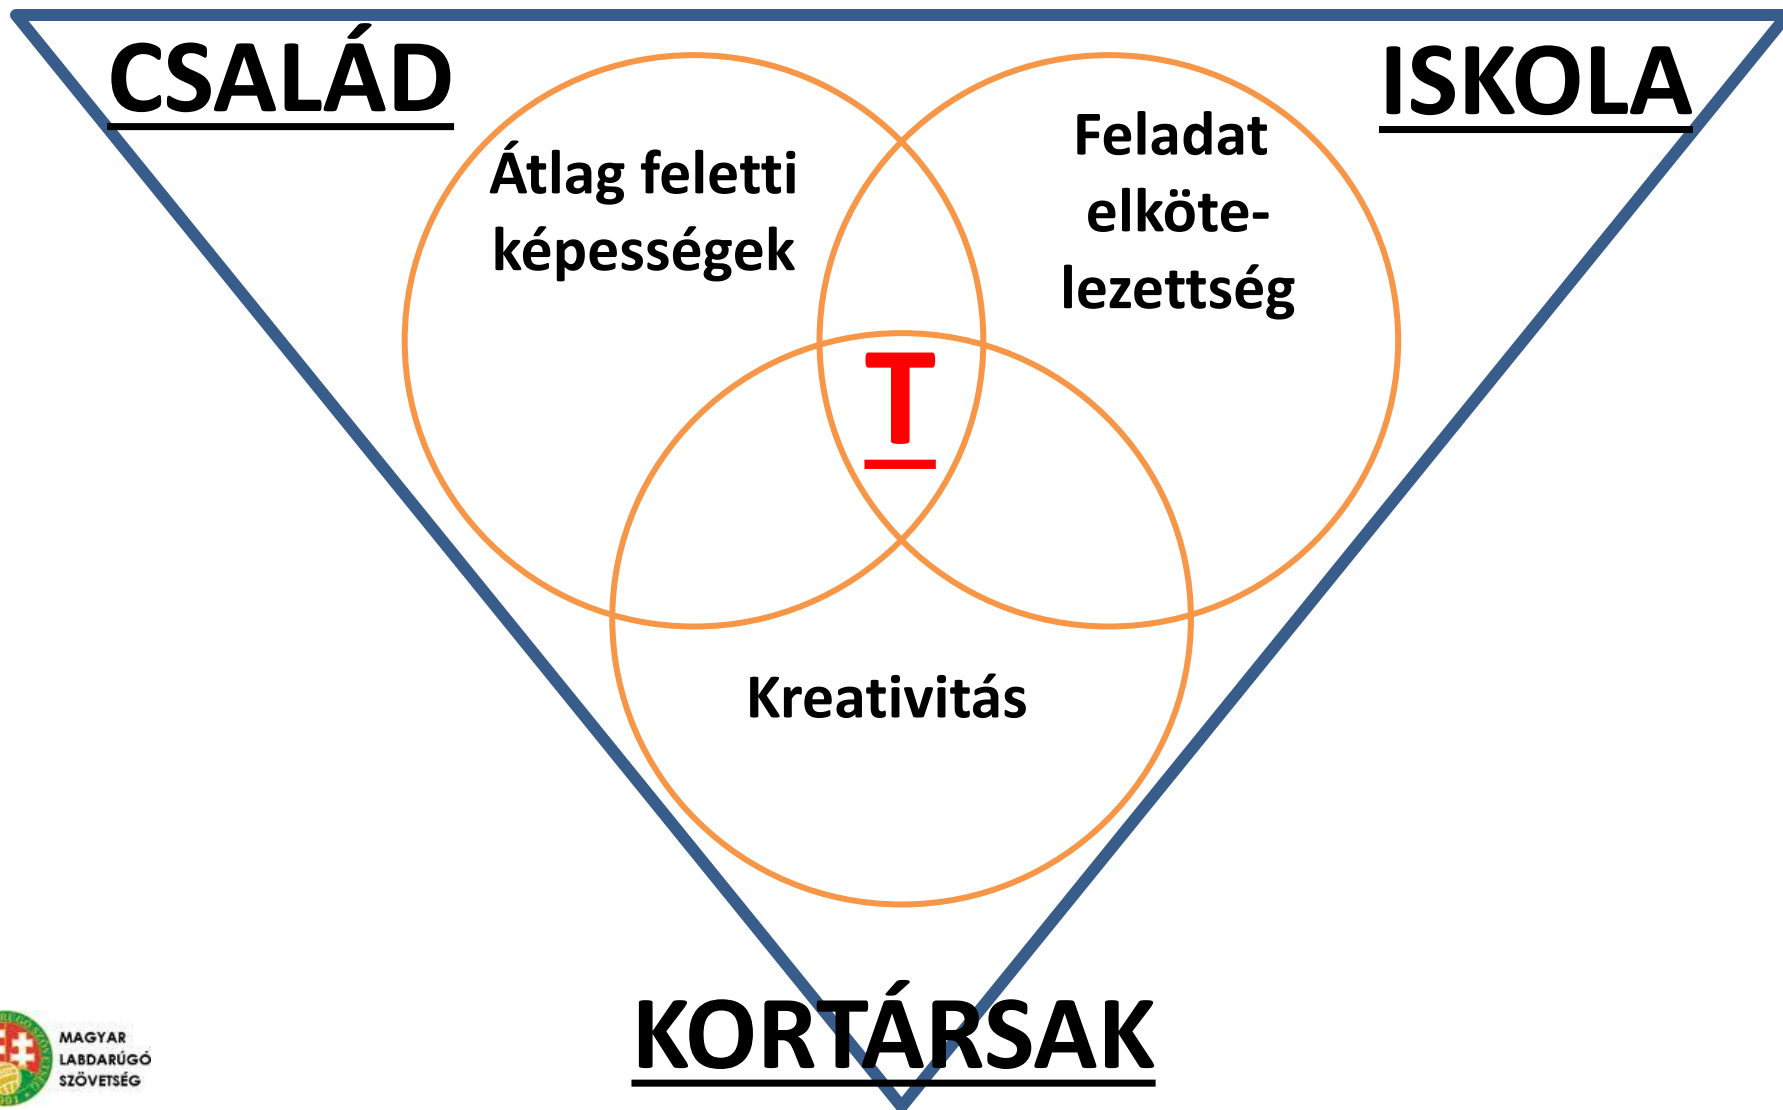 CSALÁD
ISKOLA
Átlag feletti
képességek
Feladat
elköte-
lezettség
T
Kreativitás
KORTÁRSAK
MAGYAR
LABDARÚGÓ
SZÖVETSÉG